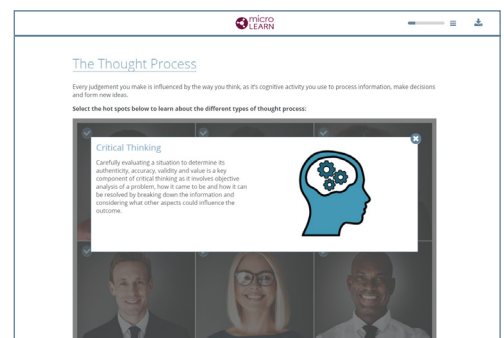 micro
LEARN
The Thought Process
Every judgement you make is influenced by the way you think, as it's cognitive activity you use to process information, make decisions
and form new ideas.
Select the hot spots below to learn about the different types of thought process:
Critical Thinking
Carefully evaluating a situation to determine its
authenticity, accuracy, validity and value is a key
component of critical thinking as it involves objective
analysis of a problem, how it came to be and how it can
be resolved by breaking down the information and
considering what other aspects could influence the
outcome.